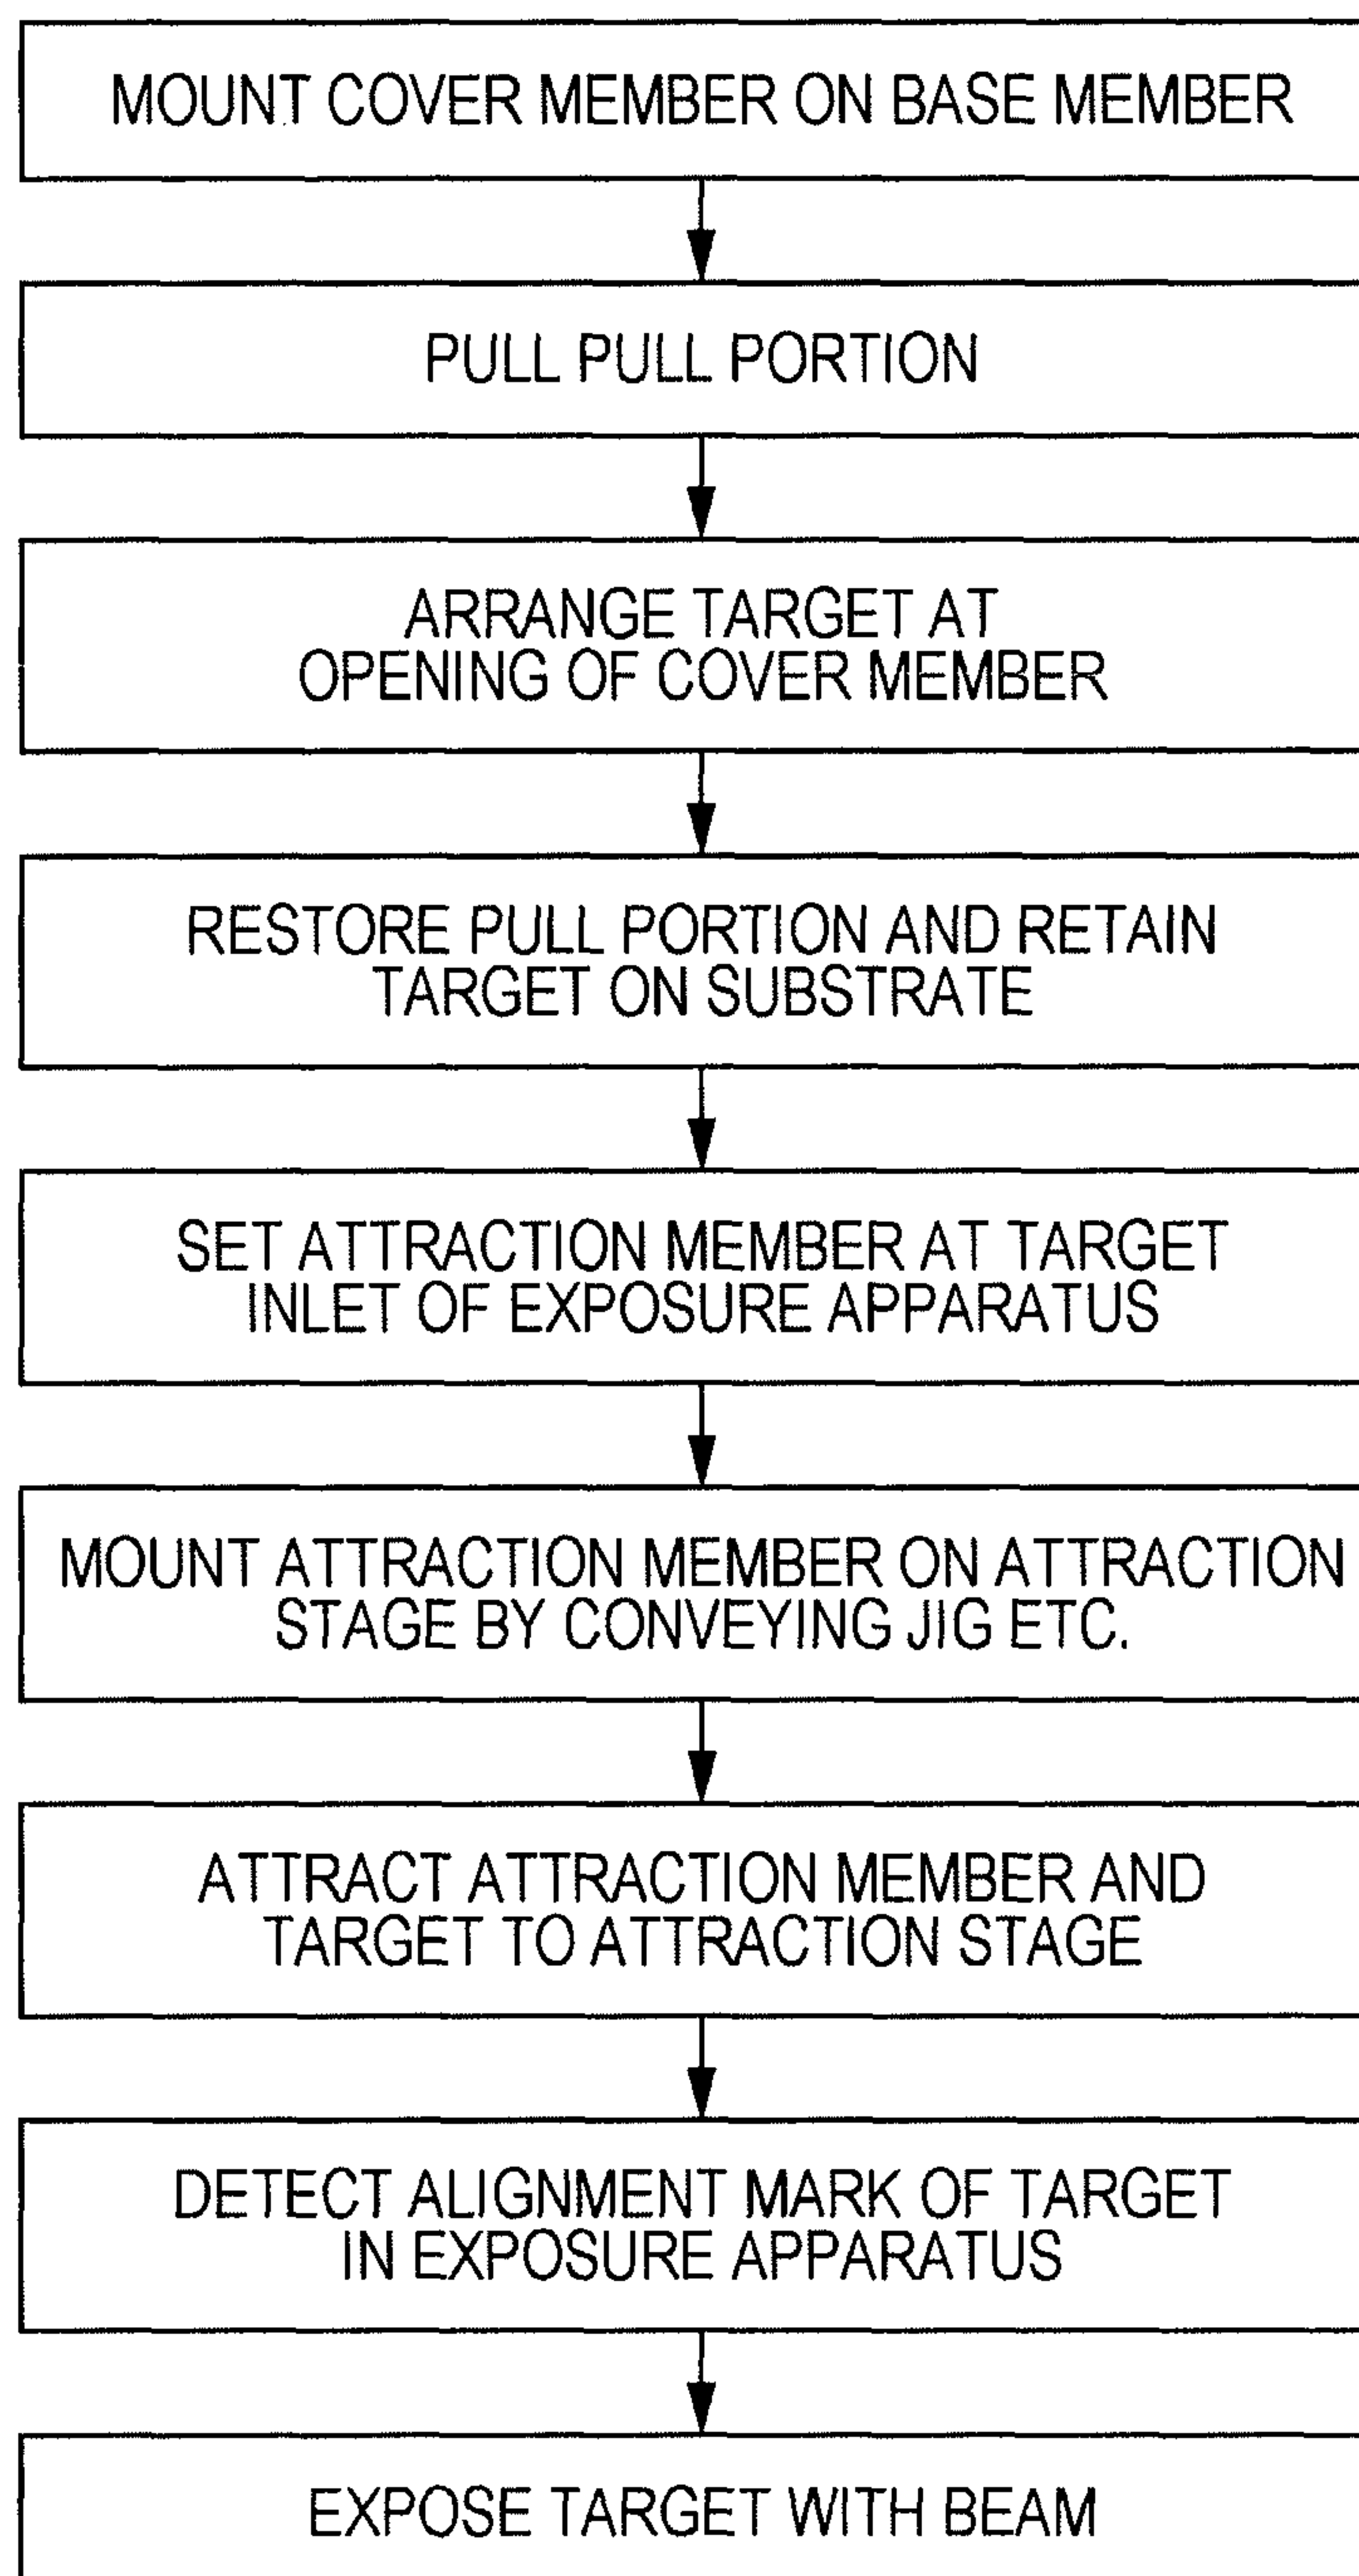 MOUNT COVER MEMBER ON BASE MEMBER
PULL PULL PORTION
ARRANGE TARGET AT
OPENING OF COVER MEMBER
RESTORE PULL PORTION AND RETAIN
TARGET ON SUBSTRATE
SET ATTRACTION MEMBER AT TARGET
INLET OF EXPOSURE APPARATUS
MOUNT ATTRACTION MEMBER ON ATTRACTION
STAGE BY CONVEYING JIG ETC.
ATTRACT ATTRACTION MEMBER AND
TARGET TO ATTRACTION STAGE
DETECT ALIGNMENT MARK OF TARGET
IN EXPOSURE APPARATUS
EXPOSE TARGET WITH BEAM